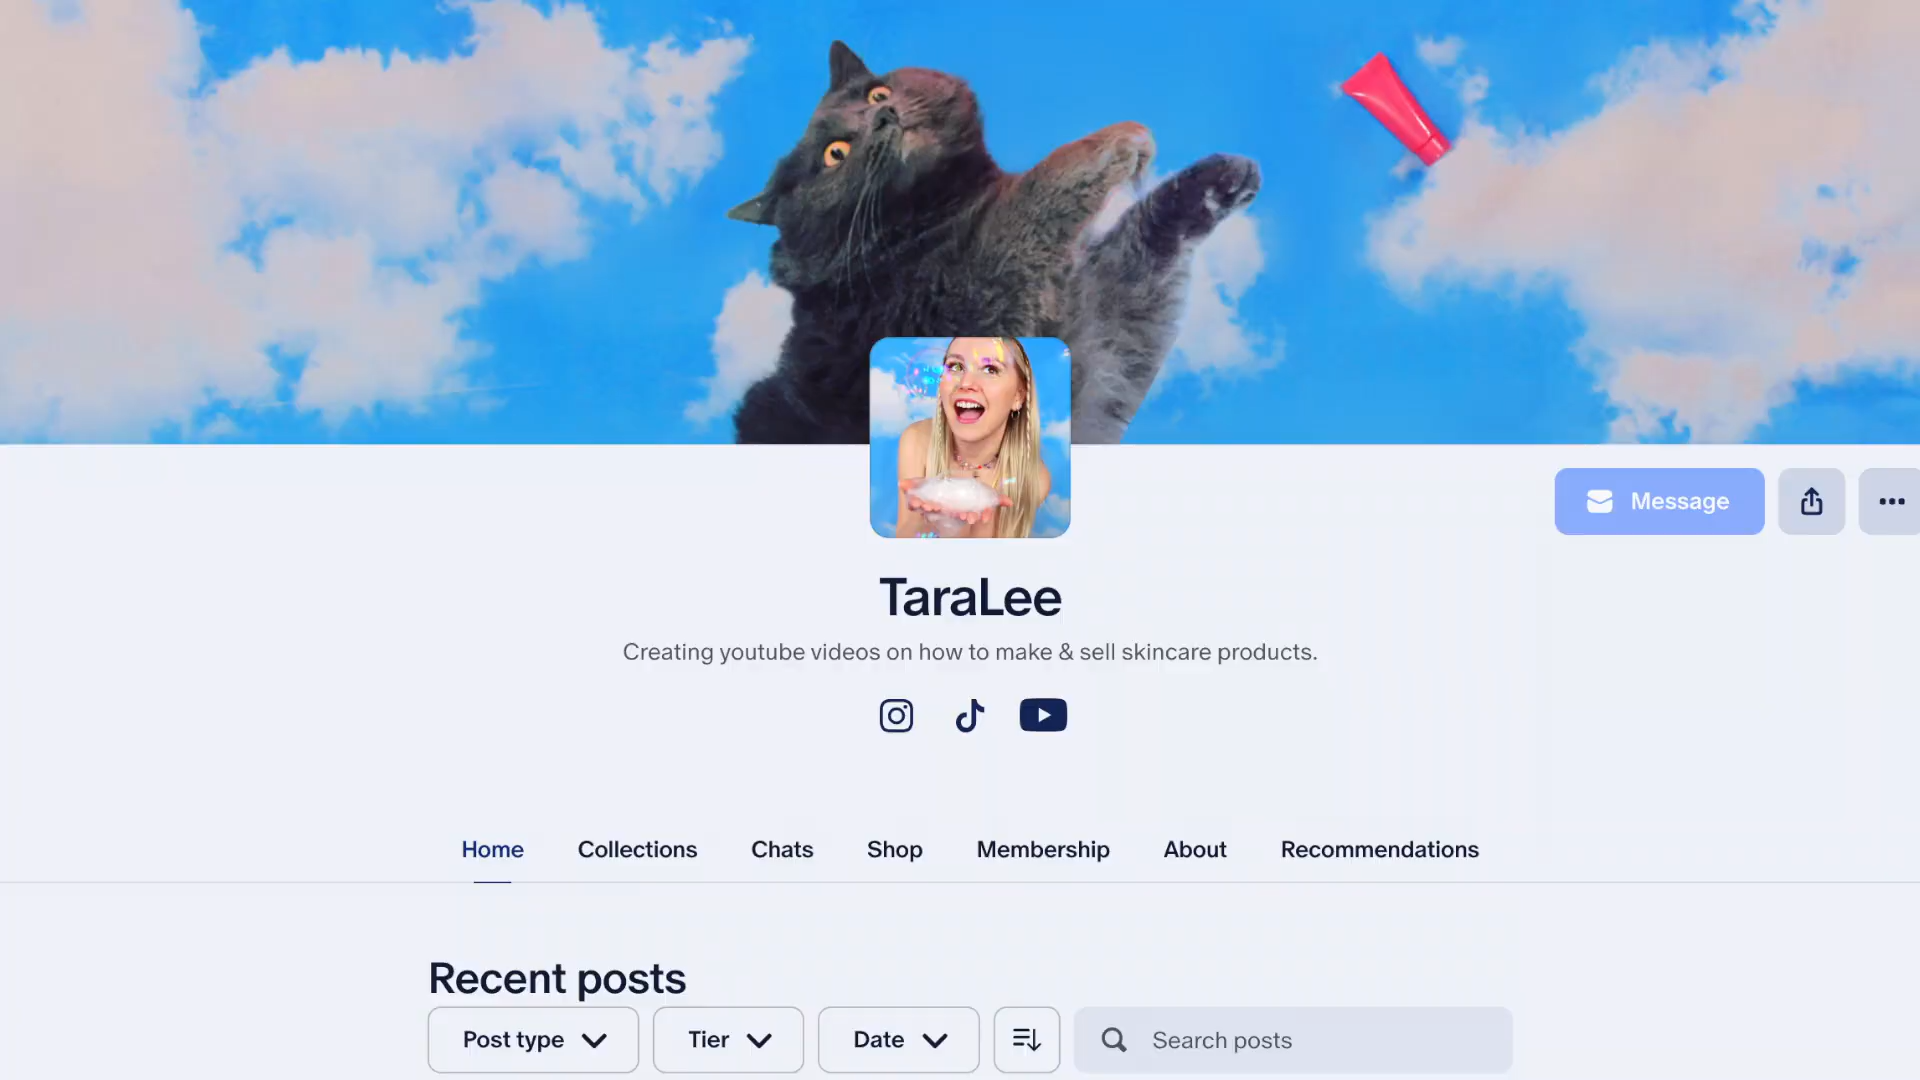 Message
TaraLee
Creating youtube videos on how to make & sell skincare products.
Home Collections Chats Shop Membership About Recommendations
Recent posts
Post type Tier Date Search posts